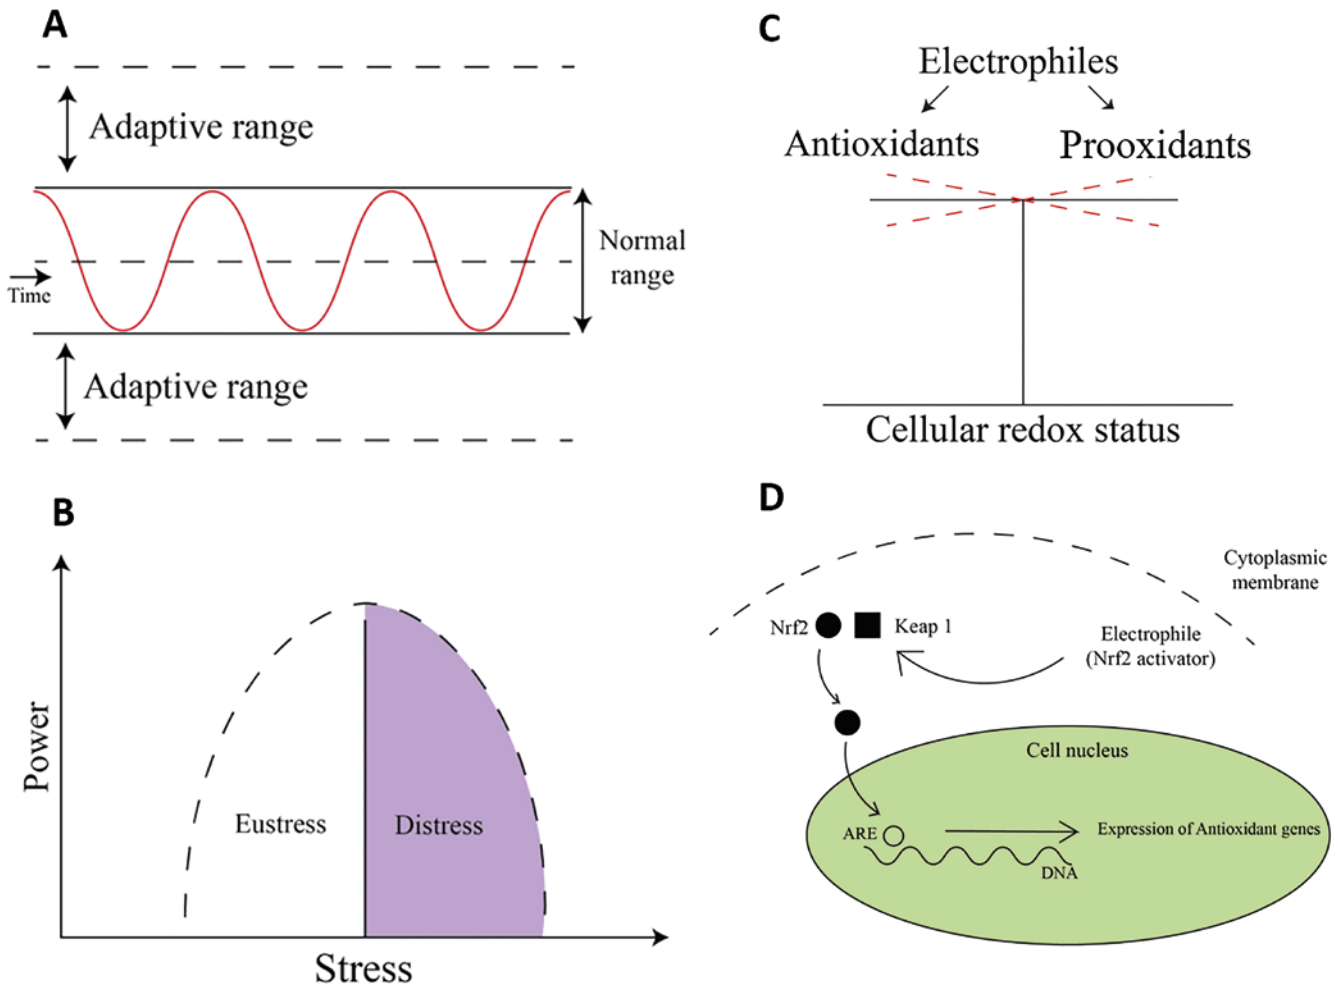 A
Adaptive range
Normal
range
Time
Adaptive range
B
Power
Eustress
Distress
Stress
C
Electrophiles
Antioxidants
Prooxidants
Cellular redox status
D
Cytoplasmic
membrane
Nrf2
Keap 1
Electrophile
(Nrf2 activator)
Cell nucleus
ARE
Expression of Antioxidant genes
DNA